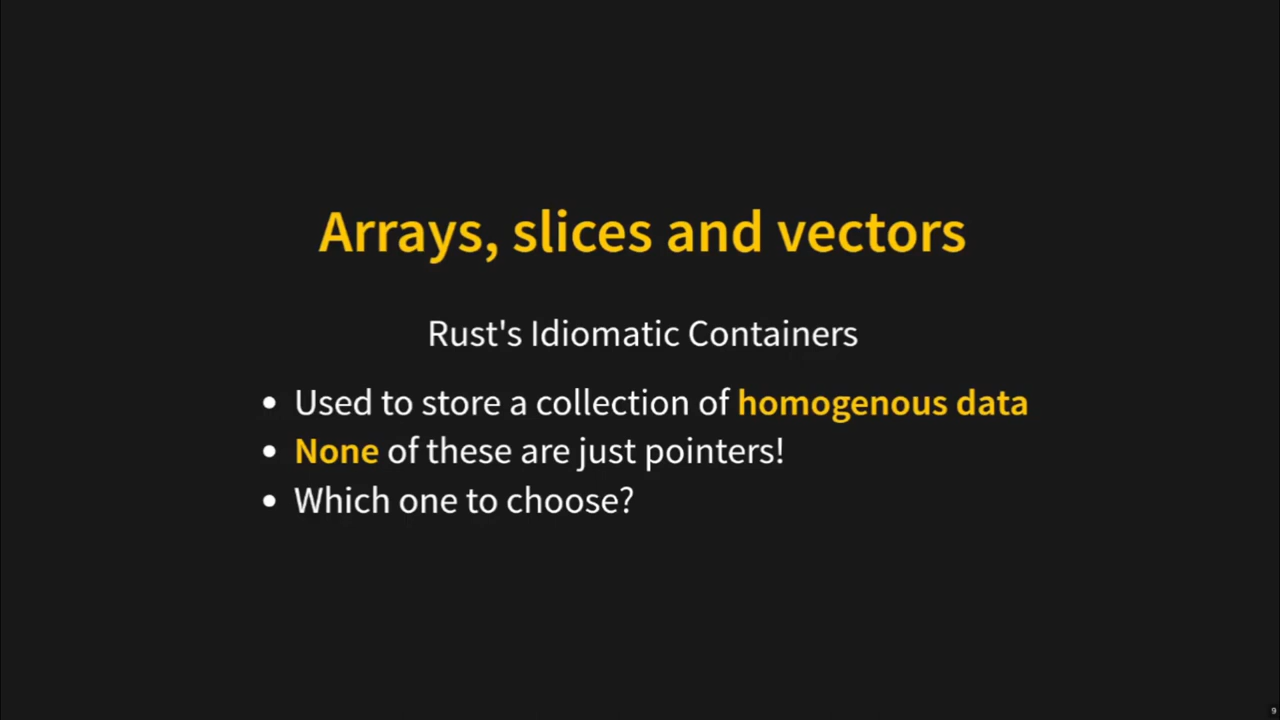 Arrays, slices and vectors
Rust's Idiomatic Containers
• Used to store a collection of homogenous data
• None of these are just pointers!
• Which one to choose?
9